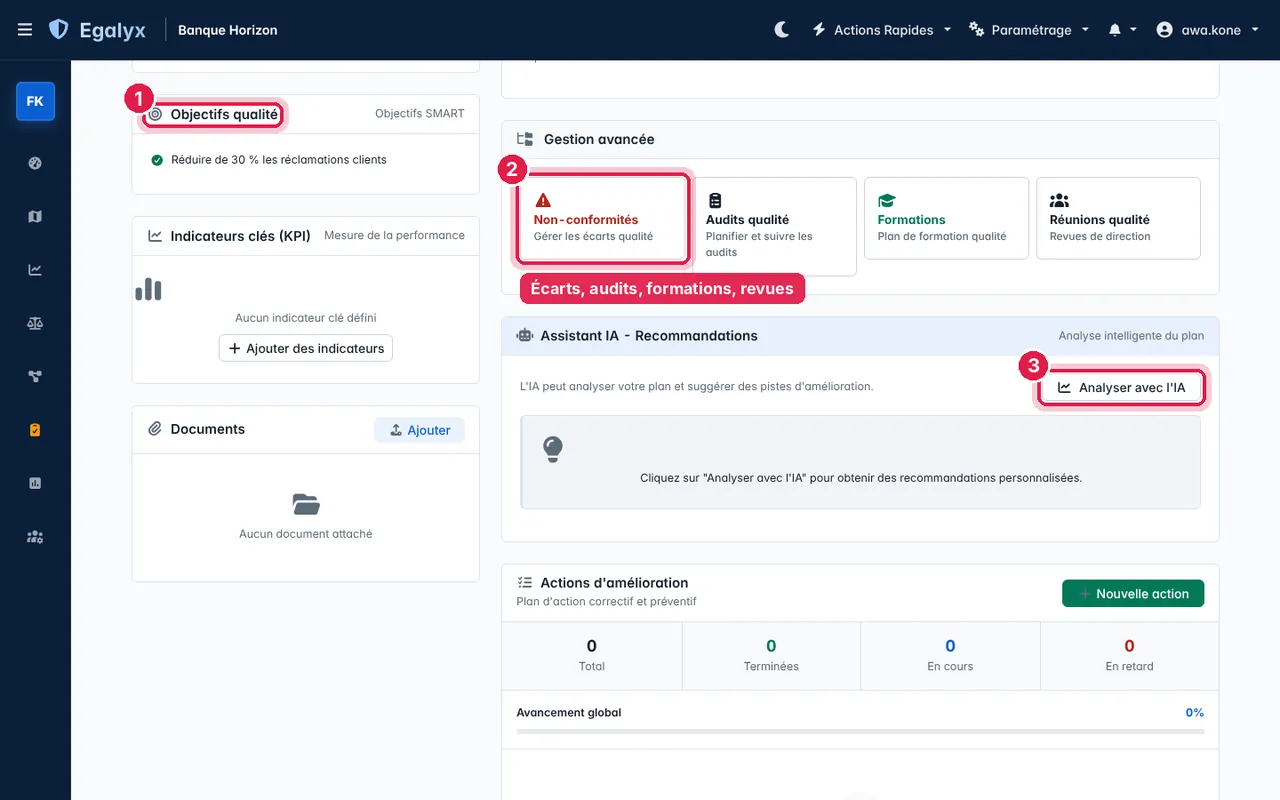 Egalyx
Banque Horizon
Actions Rapides
Paramétrage
awa.kone
FK
1
Objectifs qualité
Objectifs SMART
Réduire de 30 % les réclamations clients
Indicateurs clés (KPI)
Mesure de la performance
Aucun indicateur clé défini
+ Ajouter des indicateurs
Documents
Ajouter
Aucun document attaché
Gestion avancée
2
Non-conformités
Gérer les écarts qualité
Audits qualité
Planifier et suivre les
audits
Formations
Plan de formation qualité
Réunions qualité
Revues de direction
Écarts, audits, formations, revues
Assistant IA - Recommandations
Analyse intelligente du plan
3
L'IA peut analyser votre plan et suggérer des pistes d'amélioration.
Analyser avec l'IA
Cliquez sur "Analyser avec l'IA" pour obtenir des recommandations personnalisées.
Actions d'amélioration
Plan d'action correctif et préventif
+ Nouvelle action
0
Total
0
Terminées
0
En cours
0
En retard
Avancement global
0%